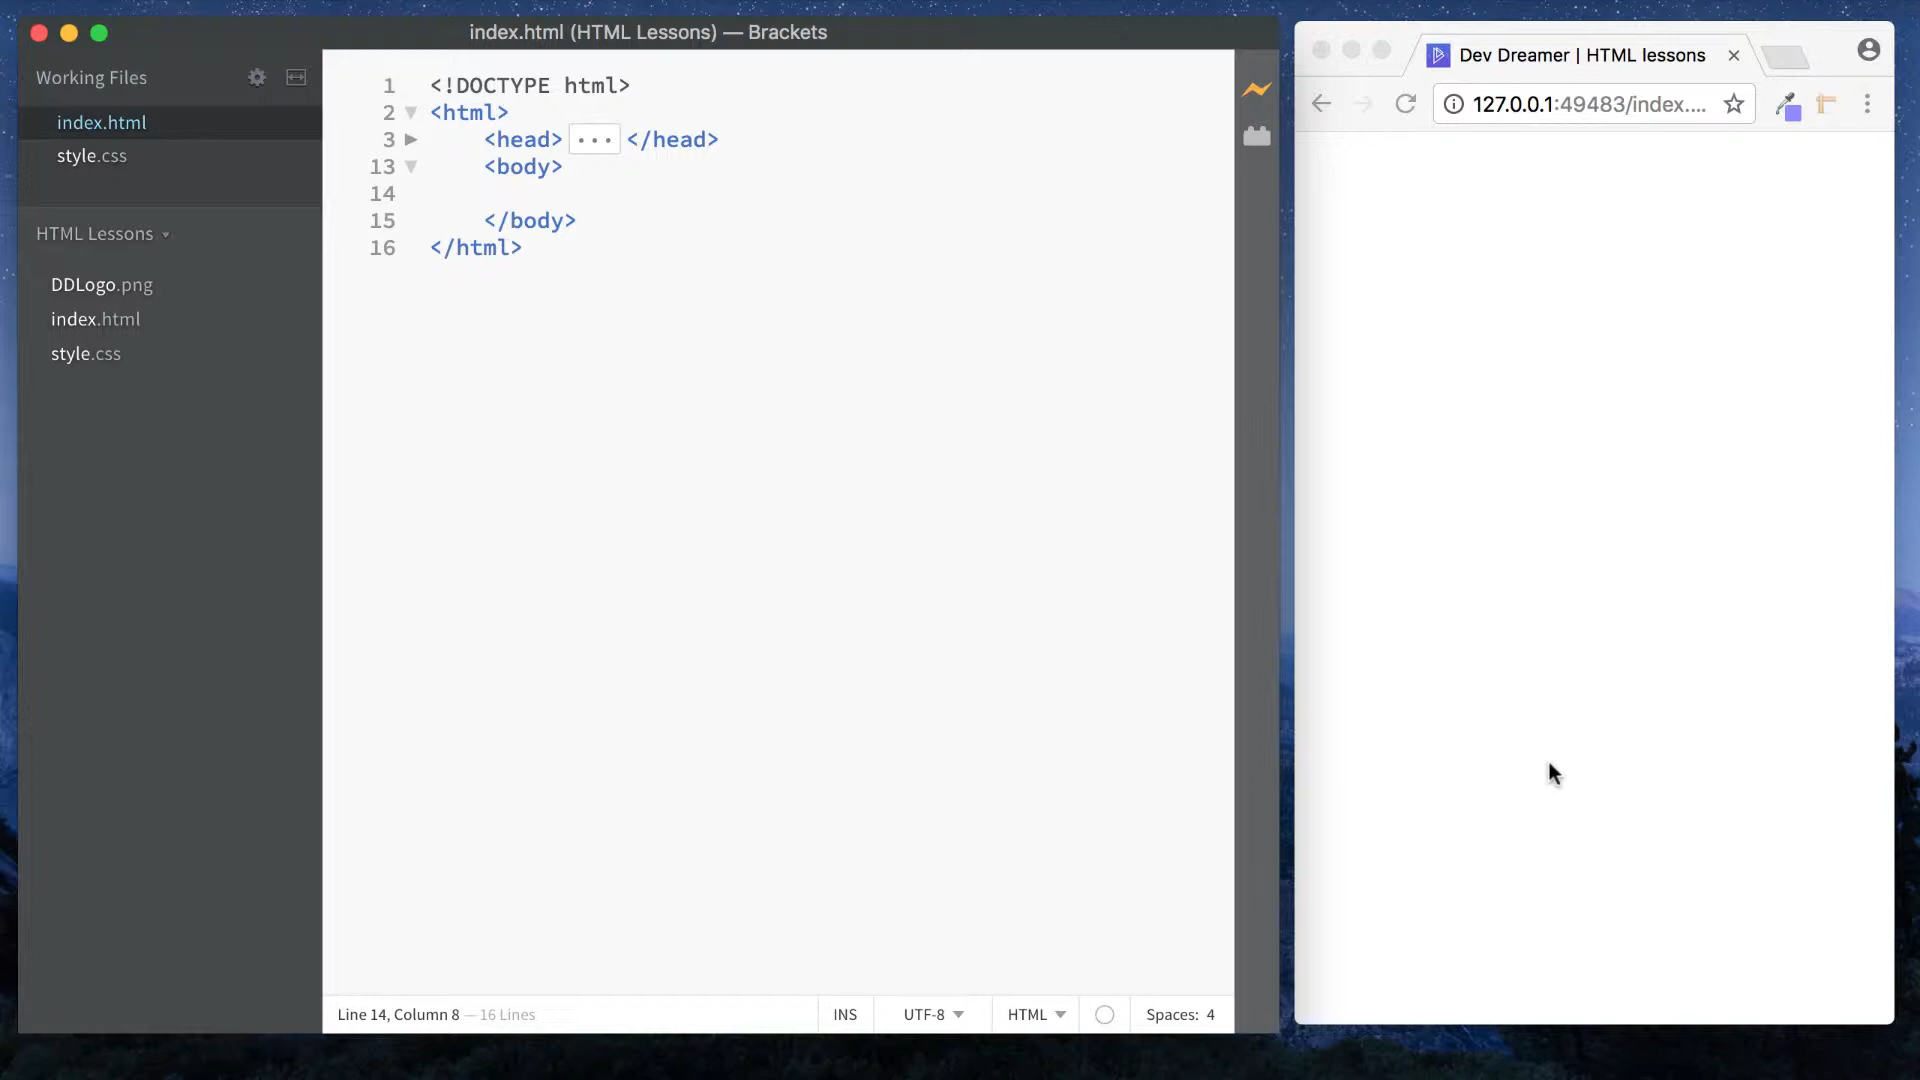 index.html (HTML Lessons) — Brackets
Working Files
index.html
style.css
HTML Lessons
DDLogo.png
index.html
style.css
1 <!DOCTYPE html>
2 <html>
3 <head> ... </head>
13 <body>
14
15 </body>
16 </html>
Line 14, Column 8 — 16 Lines
INS
UTF-8
HTML
Spaces: 4
Dev Dreamer | HTML lessons
127.0.0.1:49483/index....